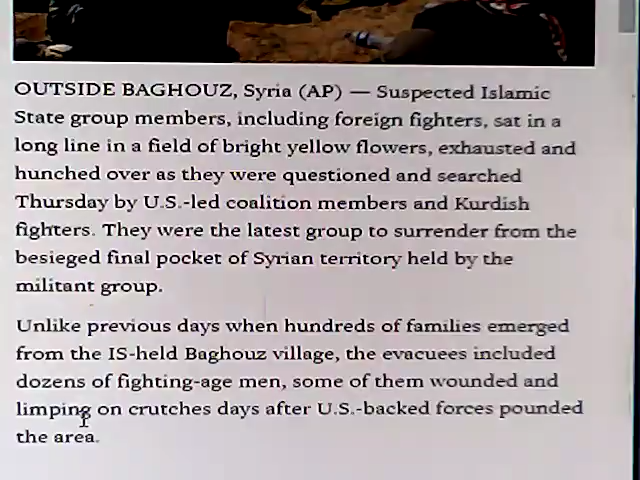 OUTSIDE BAGHOUZ, Syria (AP) — Suspected Islamic
State group members, including foreign fighters, sat in a
long line in a field of bright yellow flowers, exhausted and
hunched over as they were questioned and searched
Thursday by U.S.-led coalition members and Kurdish
fighters. They were the latest group to surrender from the
besieged final pocket of Syrian territory held by the
militant group.
Unlike previous days when hundreds of families emerged
from the IS-held Baghouz village, the evacuees included
dozens of fighting-age men, some of them wounded and
limping on crutches days after U.S.-backed forces pounded
the area.